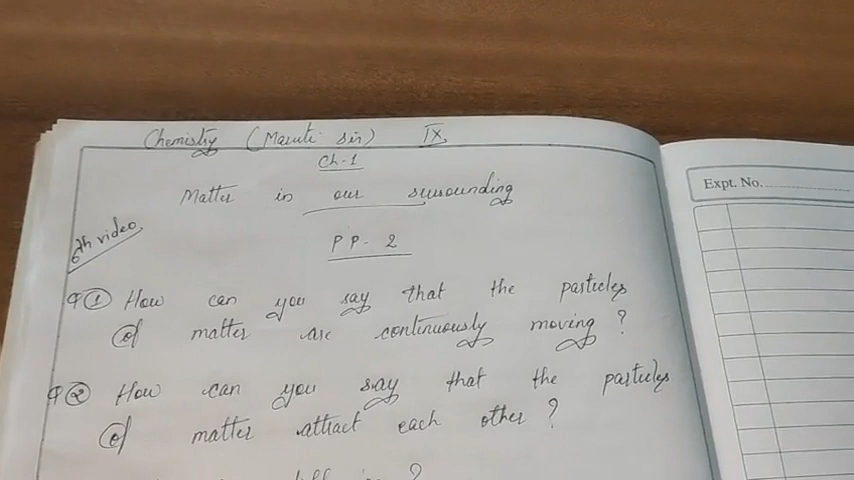 Chemistry (Maruti sir) IX
Ch-1
Matter in our surrounding
6th video
PP-2
Q① How can you say that the particles
of matter are continuously moving ?
Q② How can you say that the particles
of matter attract each other ?
?
Expt. No.